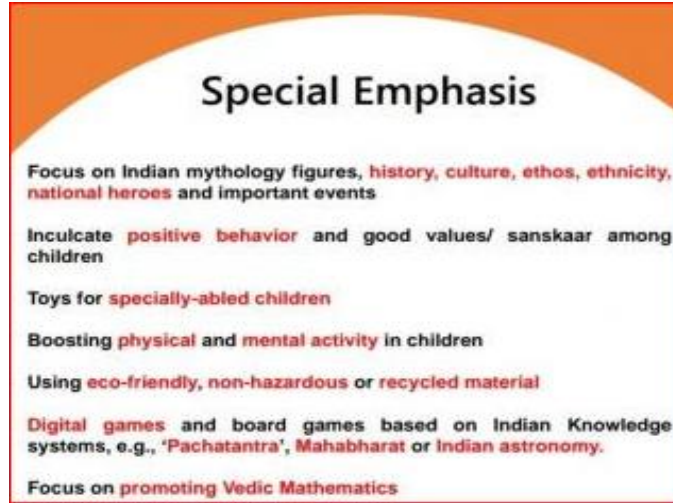 Special Emphasis
Focus on Indian mythology figures, history, culture, ethos, ethnicity,
national heroes and important events
Inculcate positive behavior and good values/ sanskaar among
children
Toys for specially-abled children
Boosting physical and mental activity in children
Using eco-friendly, non-hazardous or recycled material
Digital games and board games based on Indian Knowledge
systems, e.g., ‘Pachatantra’, Mahabharat or Indian astronomy.
Focus on promoting Vedic Mathematics